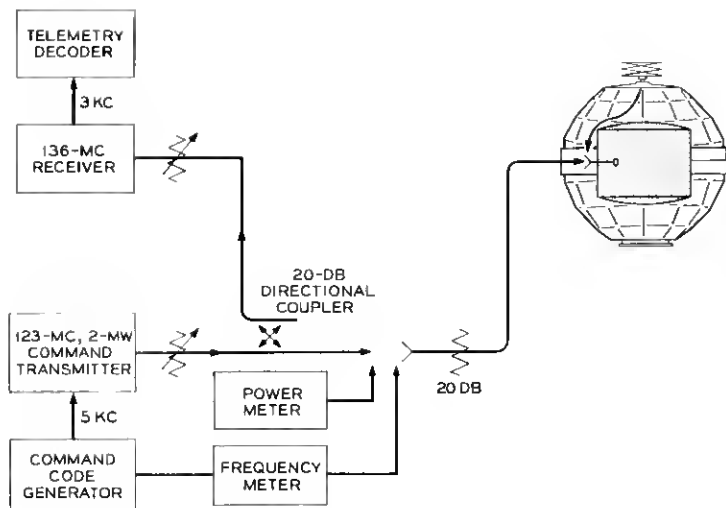 TELEMETRY
DECODER
3 KC
136-MC
RECEIVER
20-DB
DIRECTIONAL
COUPLER
123-MC, 2-MW
COMMAND
TRANSMITTER
20 DB
POWER
METER
5 KC
COMMAND
CODE
GENERATOR
FREQUENCY
METER